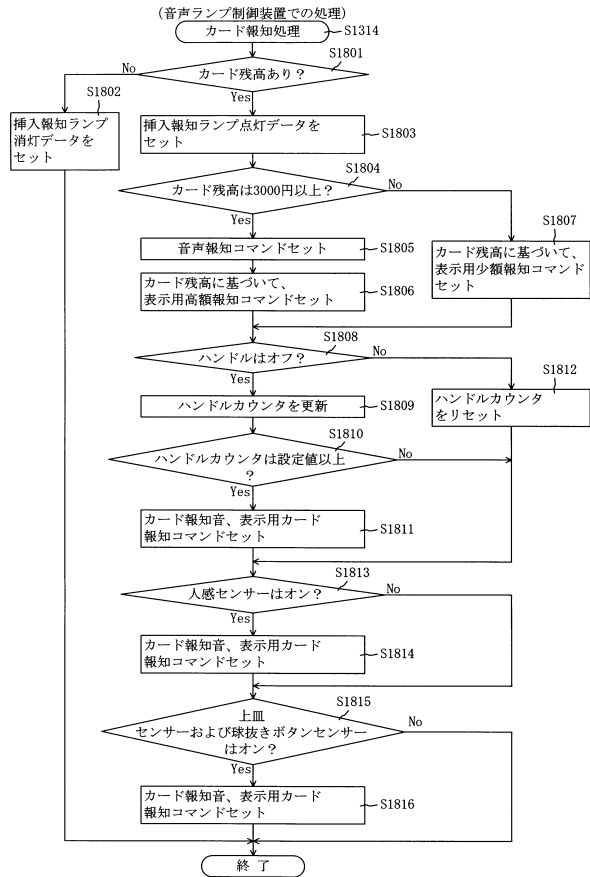 (音声ランプ制御装置での処理)
カード報知処理
S1314
S1801
カード残高あり？
No
Yes
S1802
挿入報知ランプ
消灯データを
セット
挿入報知ランプ点灯データを
セット
S1803
S1804
カード残高は3000円以上？
No
Yes
音声報知コマンドセット
S1805
カード残高に基づいて、
表示用高額報知コマンドセット
S1806
S1807
カード残高に基づいて、
表示用少額報知コマンド
セット
S1808
ハンドルはオフ？
No
Yes
ハンドルカウンタを更新
S1809
S1812
ハンドルカウンタ
をリセット
S1810
ハンドルカウンタは設定値以上
？
No
Yes
カード報知音、表示用カード
報知コマンドセット
S1811
S1813
人感センサーはオン？
No
Yes
カード報知音、表示用カード
報知コマンドセット
S1814
S1815
上皿
センサーおよび球抜きボタンセンサー
はオン？
No
Yes
カード報知音、表示用カード
報知コマンドセット
S1816
終 了